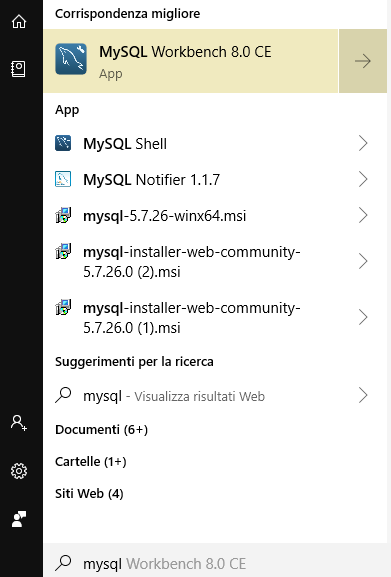 Corrispondenza migliore
MySQL Workbench 8.0 CE
App
App
MySQL Shell
MySQL Notifier 1.1.7
mysql-5.7.26-winx64.msi
mysql-installer-web-community-
5.7.26.0 (2).msi
mysql-installer-web-community-
5.7.26.0 (1).msi
Suggerimenti per la ricerca
mysql - Visualizza risultati Web
Documenti (6+)
Cartelle (1+)
Siti Web (4)
mysql Workbench 8.0 CE